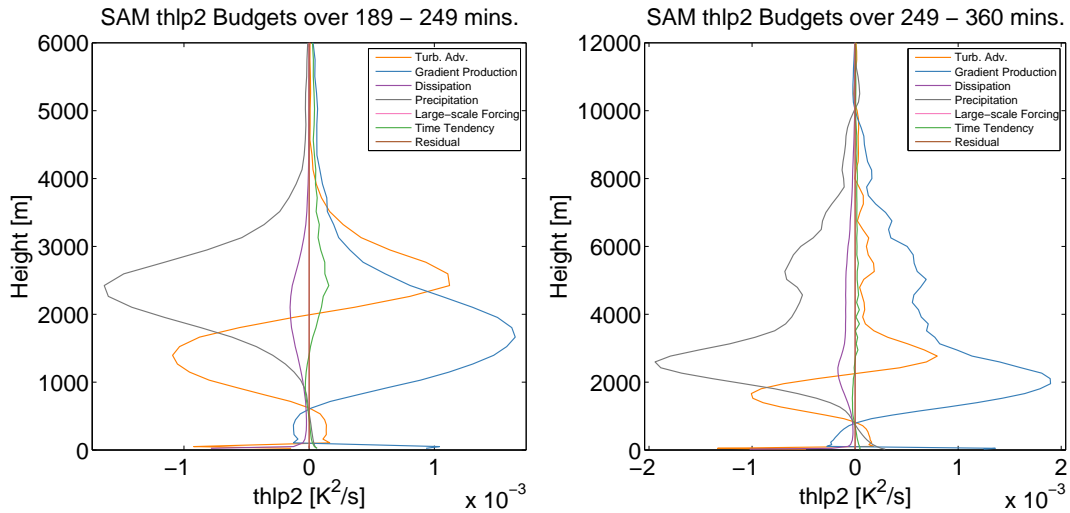 SAM thlp2 Budgets over 189 − 249 mins.
6000
5000
4000
3000
2000
1000
0
Height [m]
−1
0
1
x 10−3
thlp2 [K2/s]
Turb. Adv.
Gradient Production
Dissipation
Precipitation
Large−scale Forcing
Time Tendency
Residual
SAM thlp2 Budgets over 249 − 360 mins.
12000
10000
8000
6000
4000
2000
0
Height [m]
−2
−1
0
1
2
x 10−3
thlp2 [K2/s]
Turb. Adv.
Gradient Production
Dissipation
Precipitation
Large−scale Forcing
Time Tendency
Residual